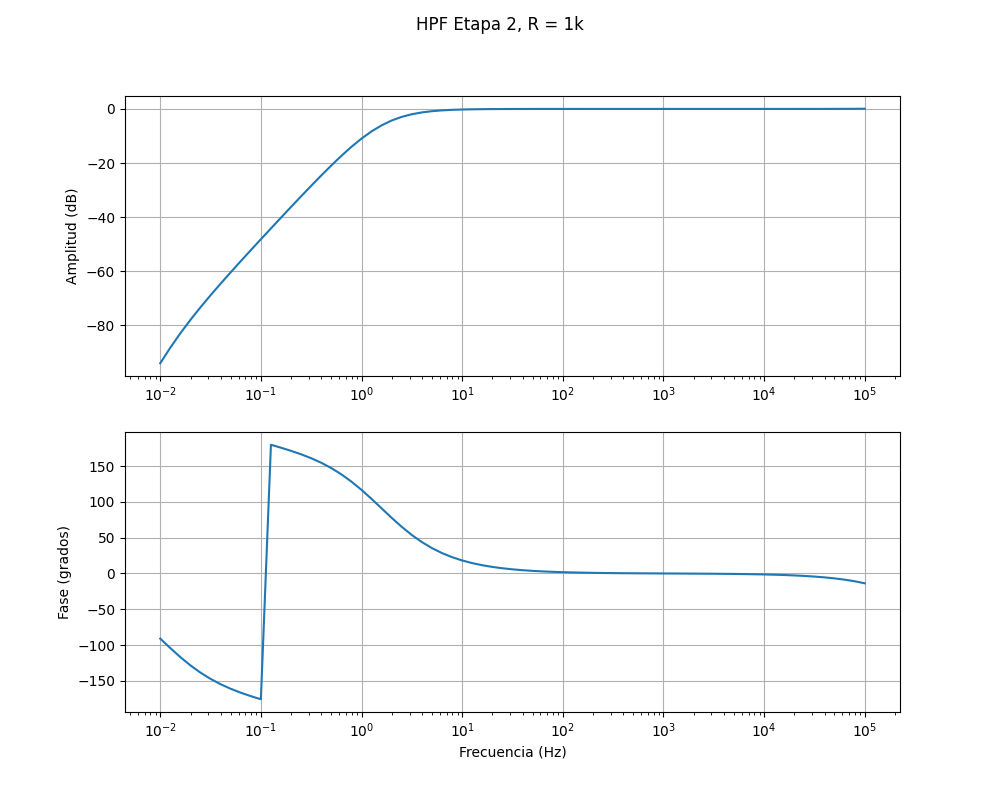 HPF Etapa 2, R = 1k
0
−20
−40
−60
−80
Amplitud (dB)
10⁻² 10⁻¹ 10⁰ 10¹ 10² 10³ 10⁴ 10⁵
150
100
50
0
−50
−100
−150
Fase (grados)
10⁻² 10⁻¹ 10⁰ 10¹ 10² 10³ 10⁴ 10⁵
Frecuencia (Hz)